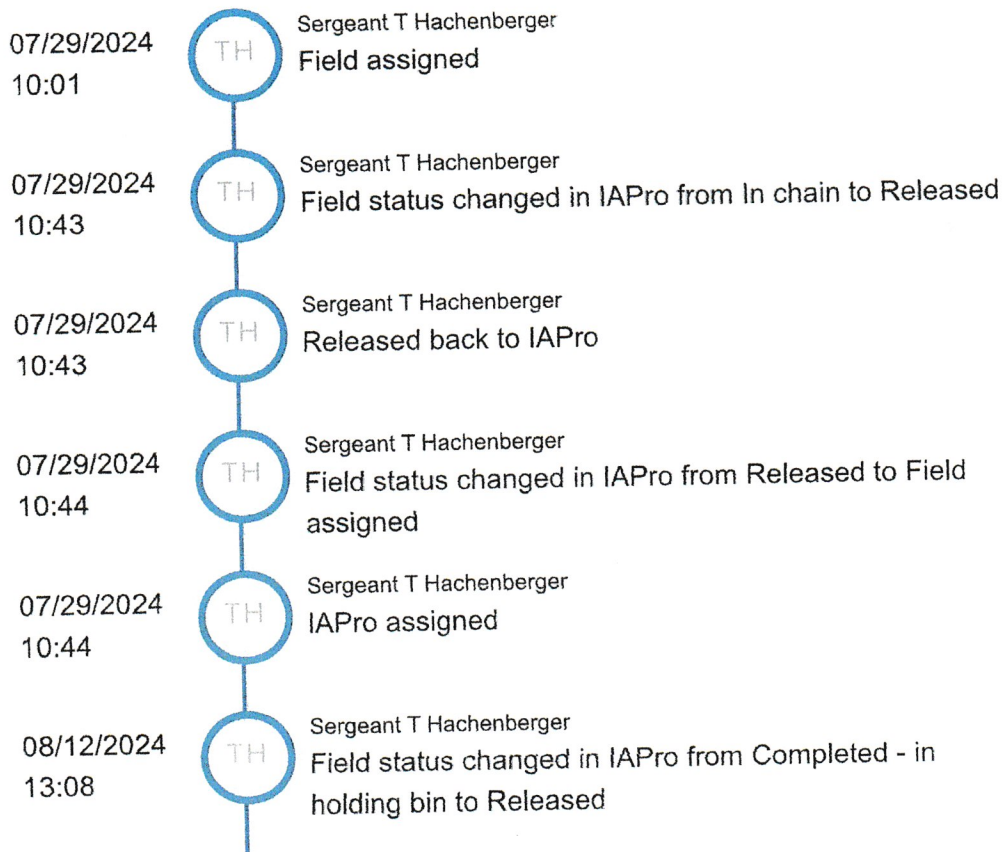 07/29/2024
10:01
TH
Sergeant T Hachenberger
Field assigned
07/29/2024
10:43
TH
Sergeant T Hachenberger
Field status changed in IAPro from In chain to Released
07/29/2024
10:43
TH
Sergeant T Hachenberger
Released back to IAPro
07/29/2024
10:44
TH
Sergeant T Hachenberger
Field status changed in IAPro from Released to Field
assigned
07/29/2024
10:44
TH
Sergeant T Hachenberger
IAPro assigned
08/12/2024
13:08
TH
Sergeant T Hachenberger
Field status changed in IAPro from Completed - in
holding bin to Released